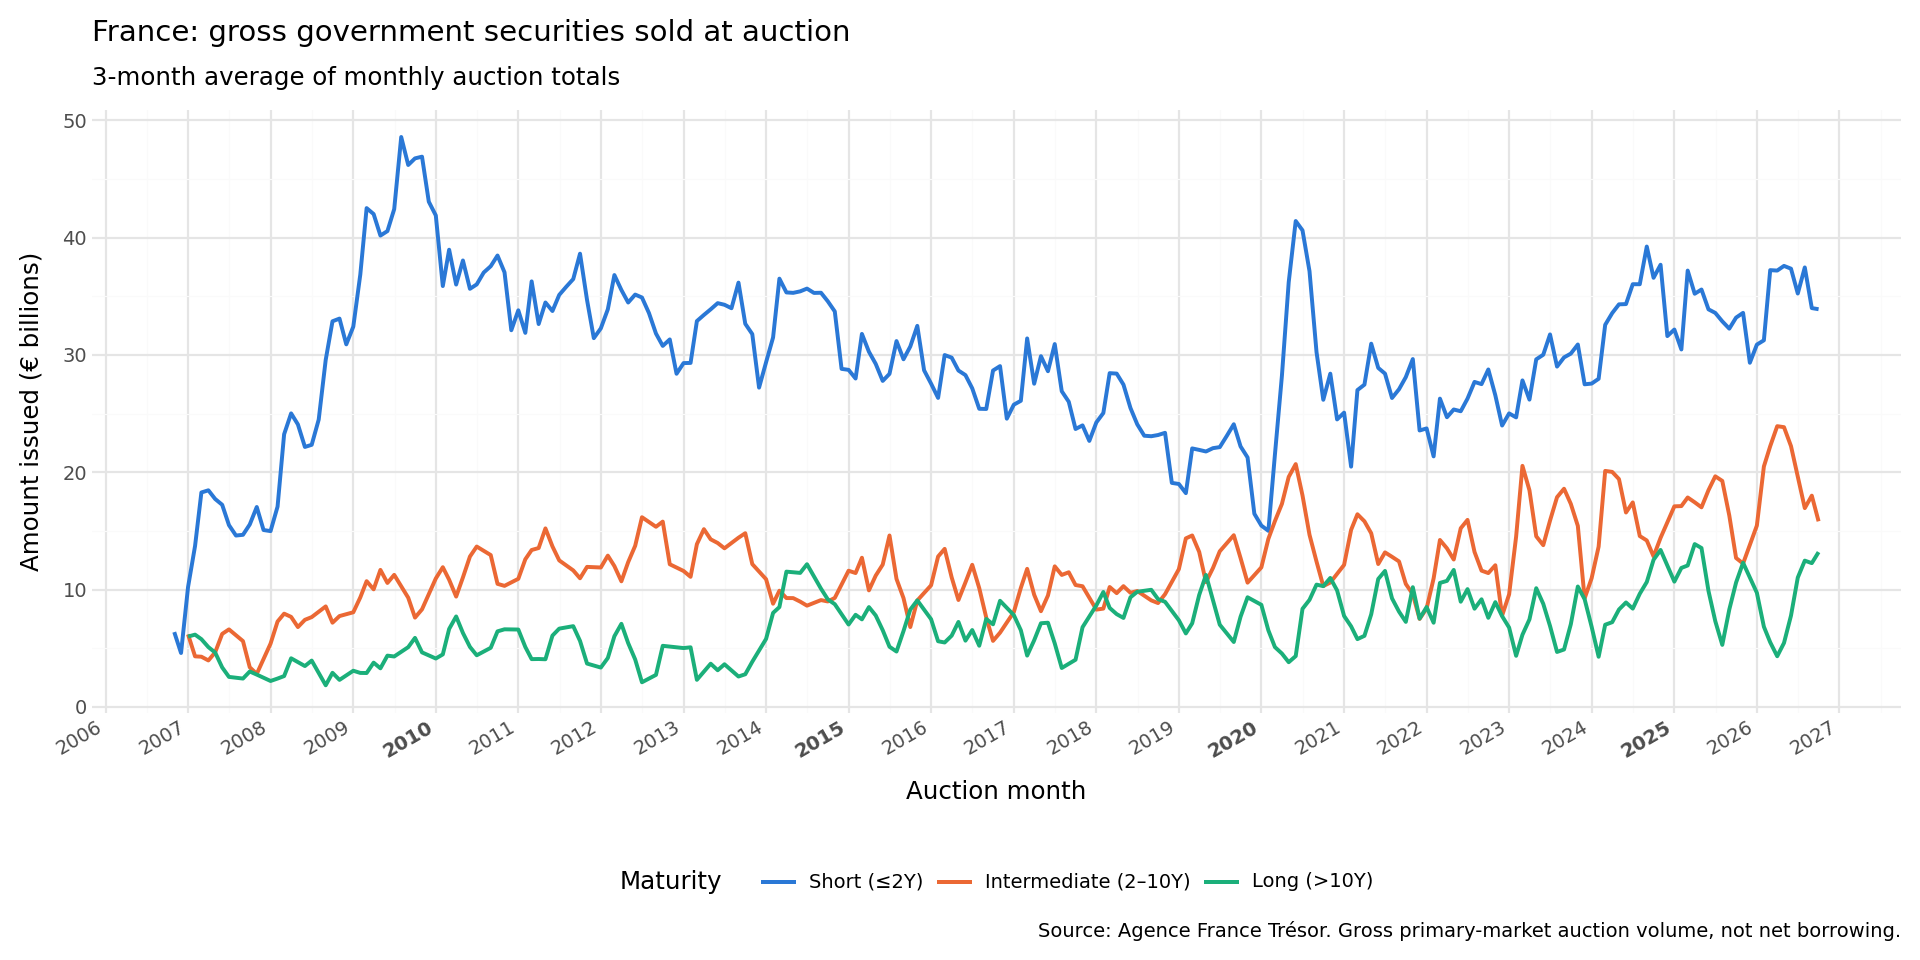 France: gross government securities sold at auction
3-month average of monthly auction totals
Amount issued (€ billions)
50
40
30
20
10
0
2006 2007 2008 2009 2010 2011 2012 2013 2014 2015 2016 2017 2018 2019 2020 2021 2022 2023 2024 2025 2026 2027
Auction month
Maturity Short (≤2Y) Intermediate (2–10Y) Long (>10Y)
Source: Agence France Trésor. Gross primary-market auction volume, not net borrowing.